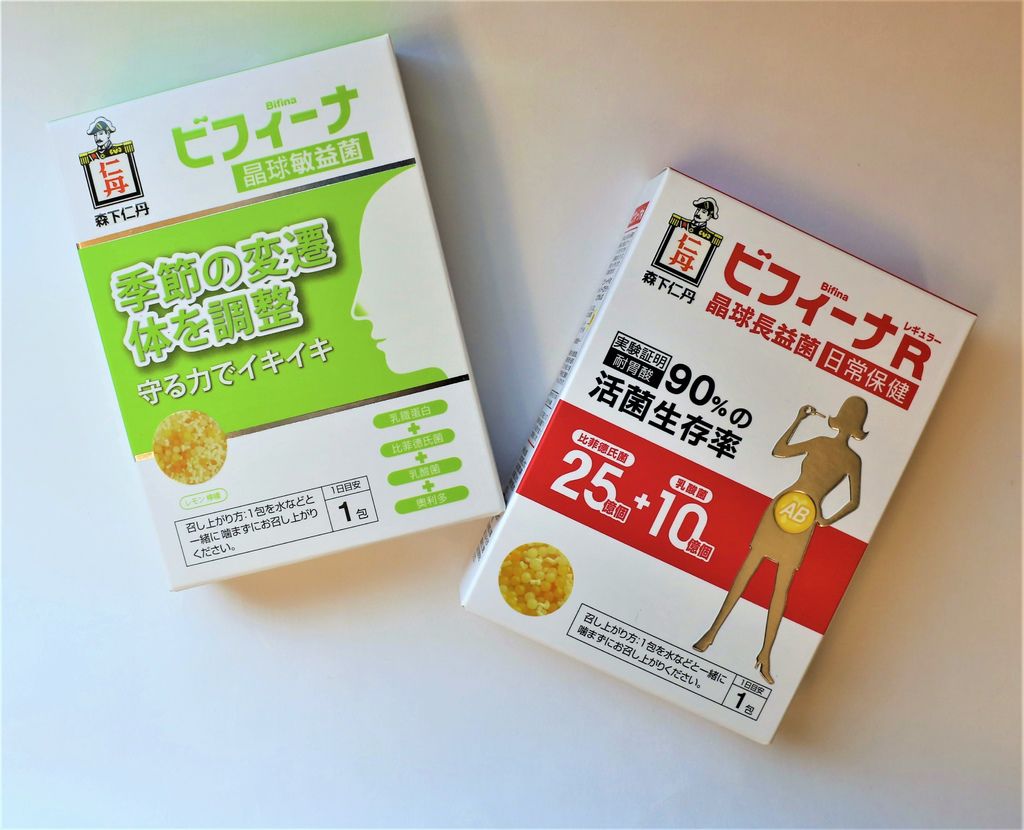 仁丹
森下仁丹
Bifina
ビフィーナ
晶球敏益菌
季節の変遷
体を調整
守る力でイキイキ
乳鐵蛋白
+
比菲德氏菌
+
乳酸菌
+
奥利多
レモン檸檬
召し上がり方:1包を水などと
一緒に噛まずにお召し上がり
ください。
1日目安
1包
仁丹
森下仁丹
Bifina
ビフィーナ
レギュラー
R
晶球長益菌 日常保健
実験証明
耐胃酸
90%の
活菌生存率
比菲德氏菌
25億個
+
乳酸菌
10億個
AB
召し上がり方:1包を水などと一緒に
噛まずにお召し上がりください。
1日目安
1包